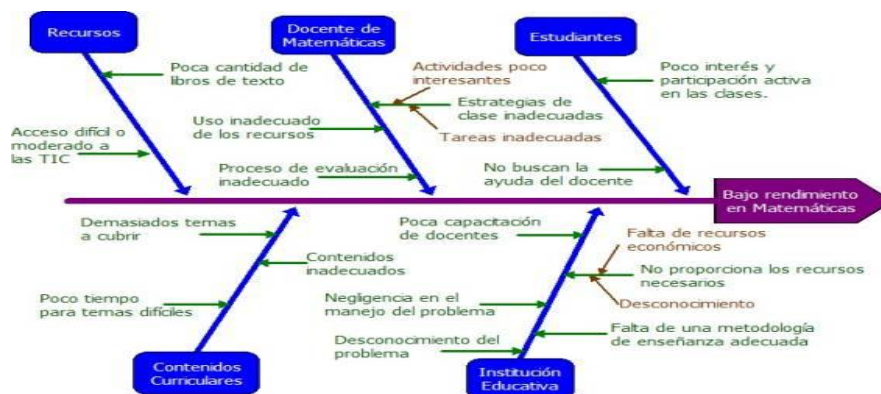 Recursos
Docente de
Matemáticas
Estudiantes
Poca cantidad de
libros de texto
Acceso difícil o
moderado a
las TIC
Actividades poco
interesantes
Estrategias de
clase inadecuadas
Tareas inadecuadas
Uso inadecuado
de los recursos
Proceso de evaluación
inadecuado
Poco interés y
participación activa
en las clases.
No buscan la
ayuda del docente
Bajo rendimiento
en Matemáticas
Demasiados temas
a cubrir
Contenidos
inadecuados
Poco tiempo
para temas difíciles
Contenidos
Curriculares
Poca capacitación
de docentes
Falta de recursos
económicos
No proporciona los recursos
necesarios
Desconocimiento
Negligencia en el
manejo del problema
Falta de una metodología
de enseñanza adecuada
Desconocimiento del
problema
Institución
Educativa